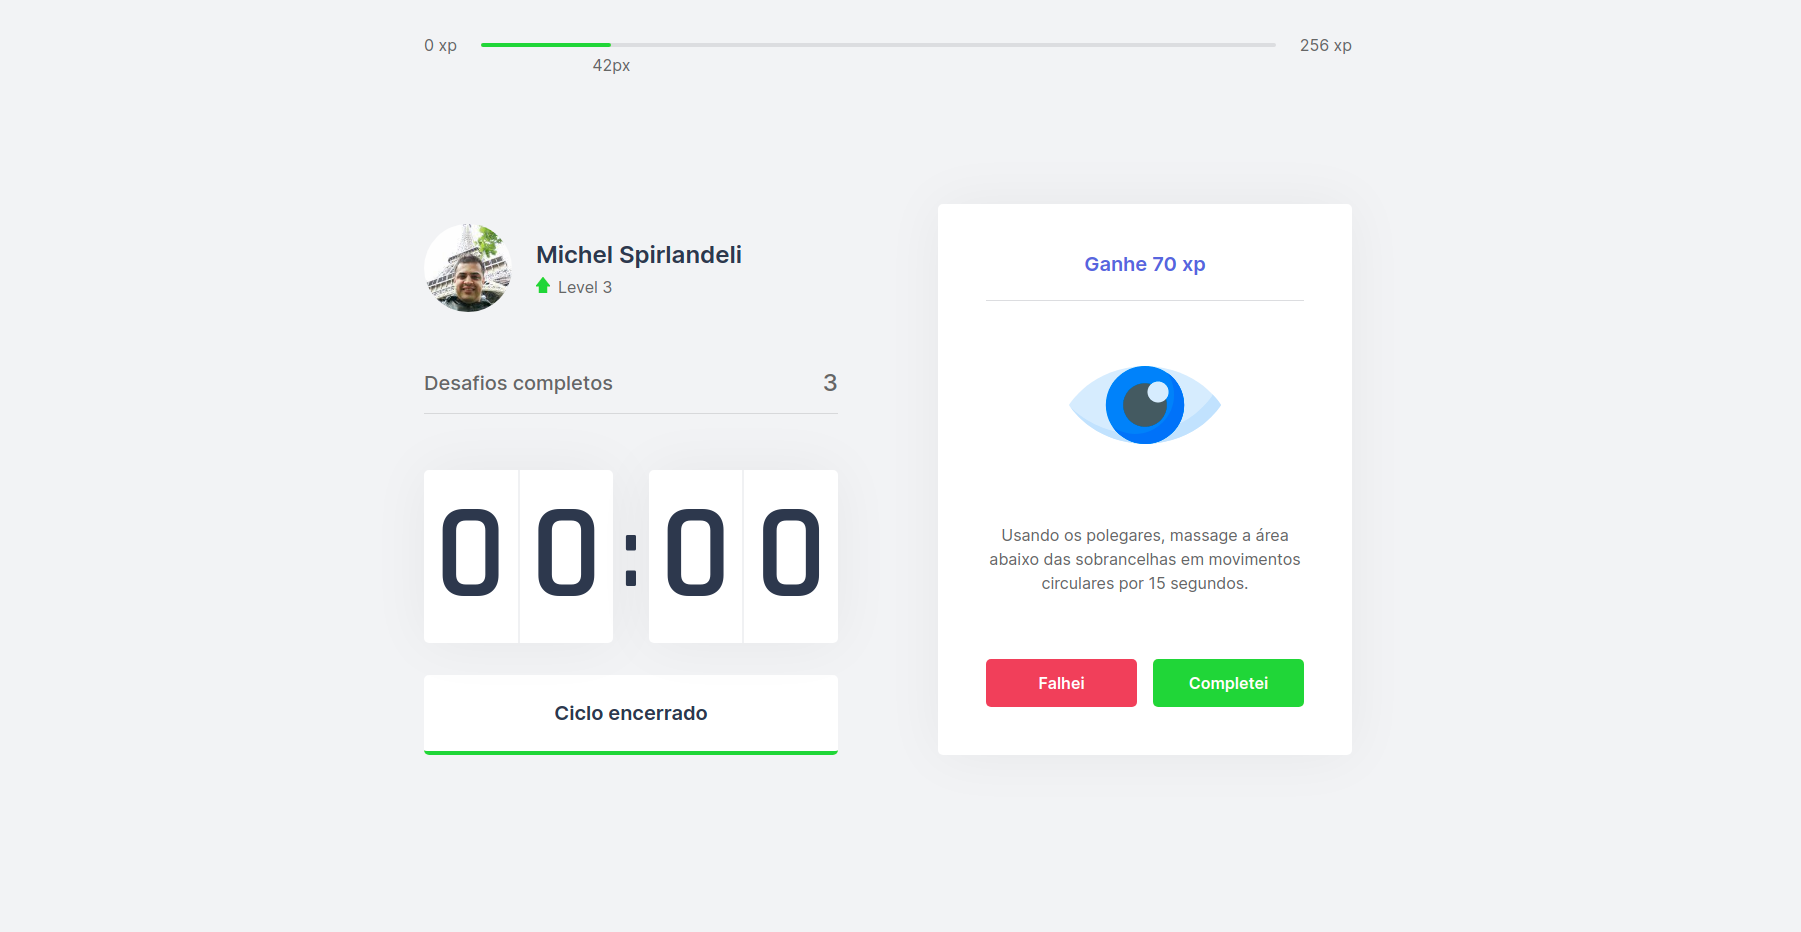 0 xp
256 xp
42px
Michel Spirlandeli
Level 3
Desafios completos
3
00:00
Ciclo encerrado
Ganhe 70 xp
Usando os polegares, massage a área
abaixo das sobrancelhas em movimentos
circulares por 15 segundos.
Falhei
Completei